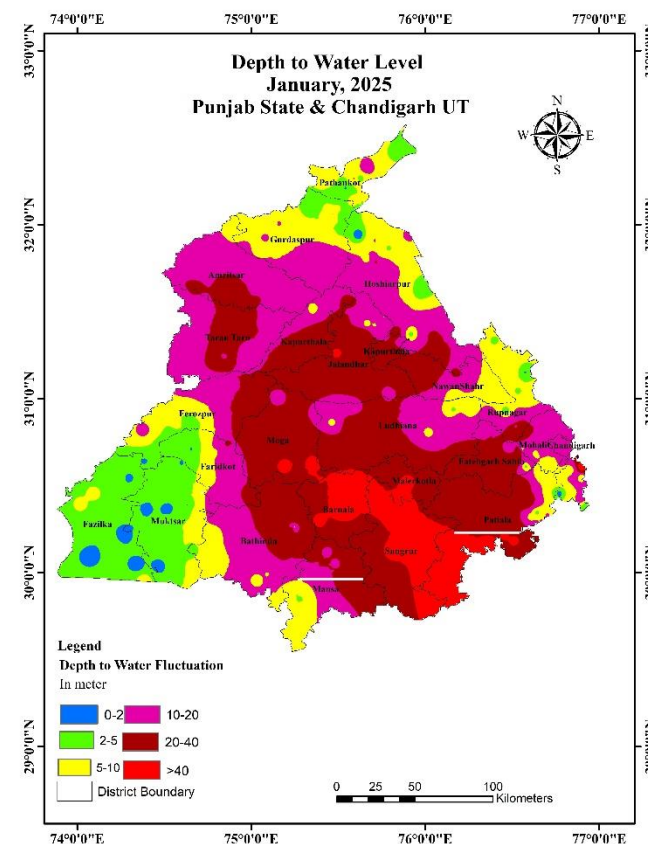 74°0'0"E 75°0'0"E 76°0'0"E 77°0'0"E
Depth to Water Level
January, 2025
Punjab State & Chandigarh UT
N
W E
S
33°0'0"N
Pathankot
32°0'0"N
Gurdaspur
Amritsar
Hoshiarpur
Taran Taran
Kapurthala
Kapurthala
Jalandhar
NawanShahr
31°0'0"N
Ferozpur
Rupnagar
Ludhiana
Moga
Mohali Chandigarh
Faridkot
Fatehgarh Sahib
Malerkotla
Fazilka
Muktsar
Barnala
Patiala
Bathinda
Sangrur
30°0'0"N
Mansa
Legend
Depth to Water Fluctuation
In meter
0-2 10-20
2-5 20-40
5-10 >40
District Boundary
29°0'0"N
0 25 50 100
Kilometers
74°0'0"E 75°0'0"E 76°0'0"E 77°0'0"E